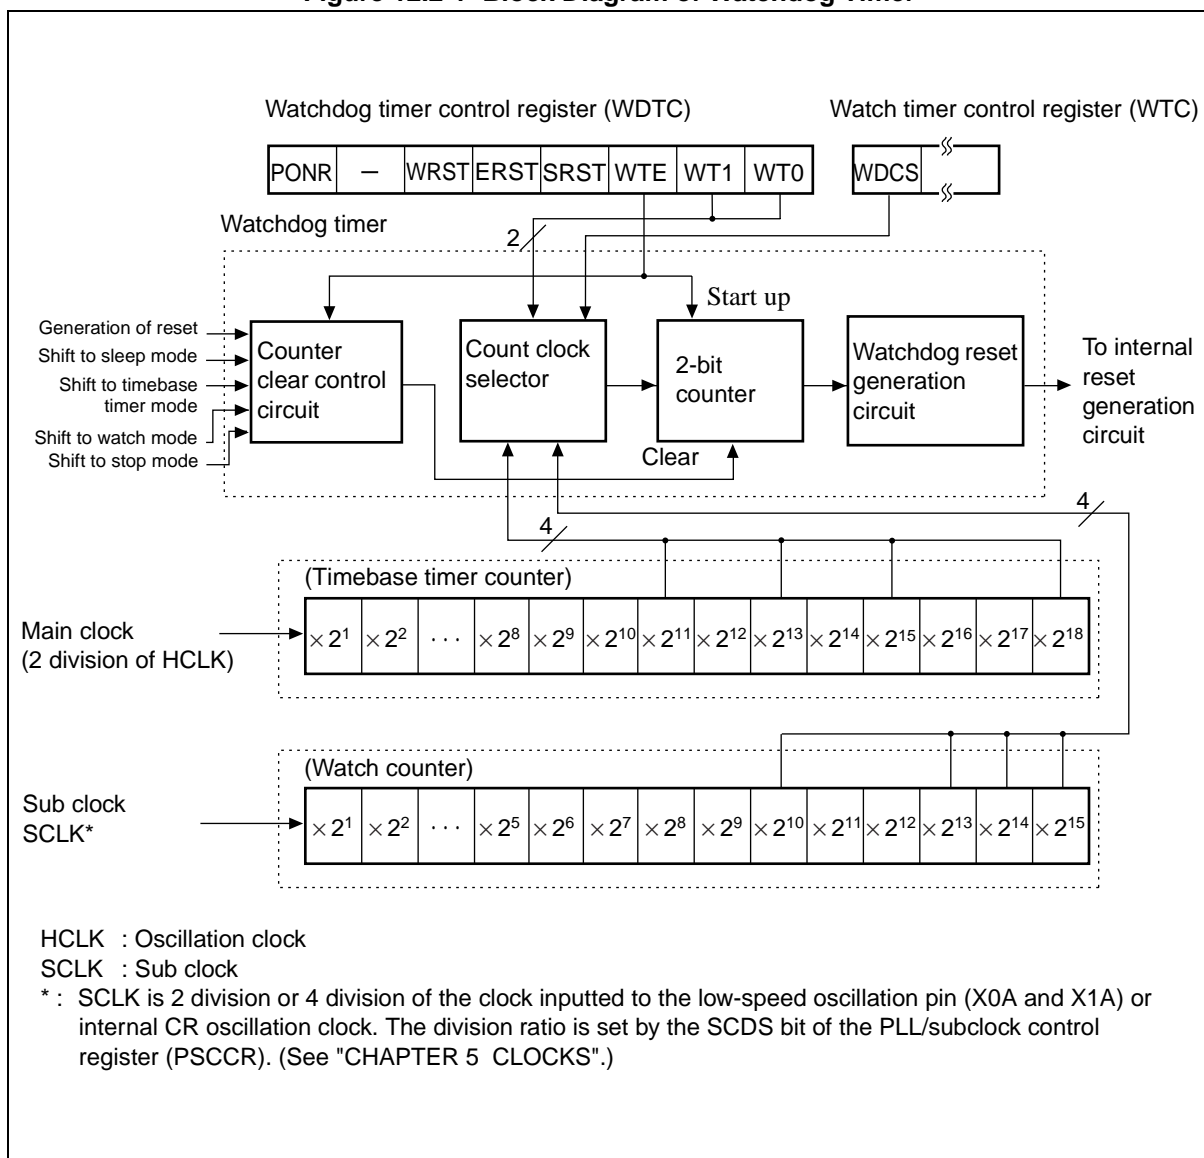 Watchdog timer control register (WDTC)
Watch timer control register (WTC)
PONR – WRST ERST SRST WTE WT1 WT0
WDCS
Watchdog timer
2
Start up
Generation of reset
Shift to sleep mode
Shift to timebase
timer mode
Shift to watch mode
Shift to stop mode
Counter
clear control
circuit
Count clock
selector
2-bit
counter
Watchdog reset
generation
circuit
To internal
reset
generation
circuit
Clear
4
4
(Timebase timer counter)
Main clock
(2 division of HCLK)
×2¹ ×2² ··· ×2⁸ ×2⁹ ×2¹⁰ ×2¹¹ ×2¹² ×2¹³ ×2¹⁴ ×2¹⁵ ×2¹⁶ ×2¹⁷ ×2¹⁸
(Watch counter)
Sub clock
SCLK*
×2¹ ×2² ··· ×2⁵ ×2⁶ ×2⁷ ×2⁸ ×2⁹ ×2¹⁰ ×2¹¹ ×2¹² ×2¹³ ×2¹⁴ ×2¹⁵
HCLK : Oscillation clock
SCLK : Sub clock
* : SCLK is 2 division or 4 division of the clock inputted to the low-speed oscillation pin (X0A and X1A) or
internal CR oscillation clock. The division ratio is set by the SCDS bit of the PLL/subclock control
register (PSCCR). (See "CHAPTER 5 CLOCKS".)